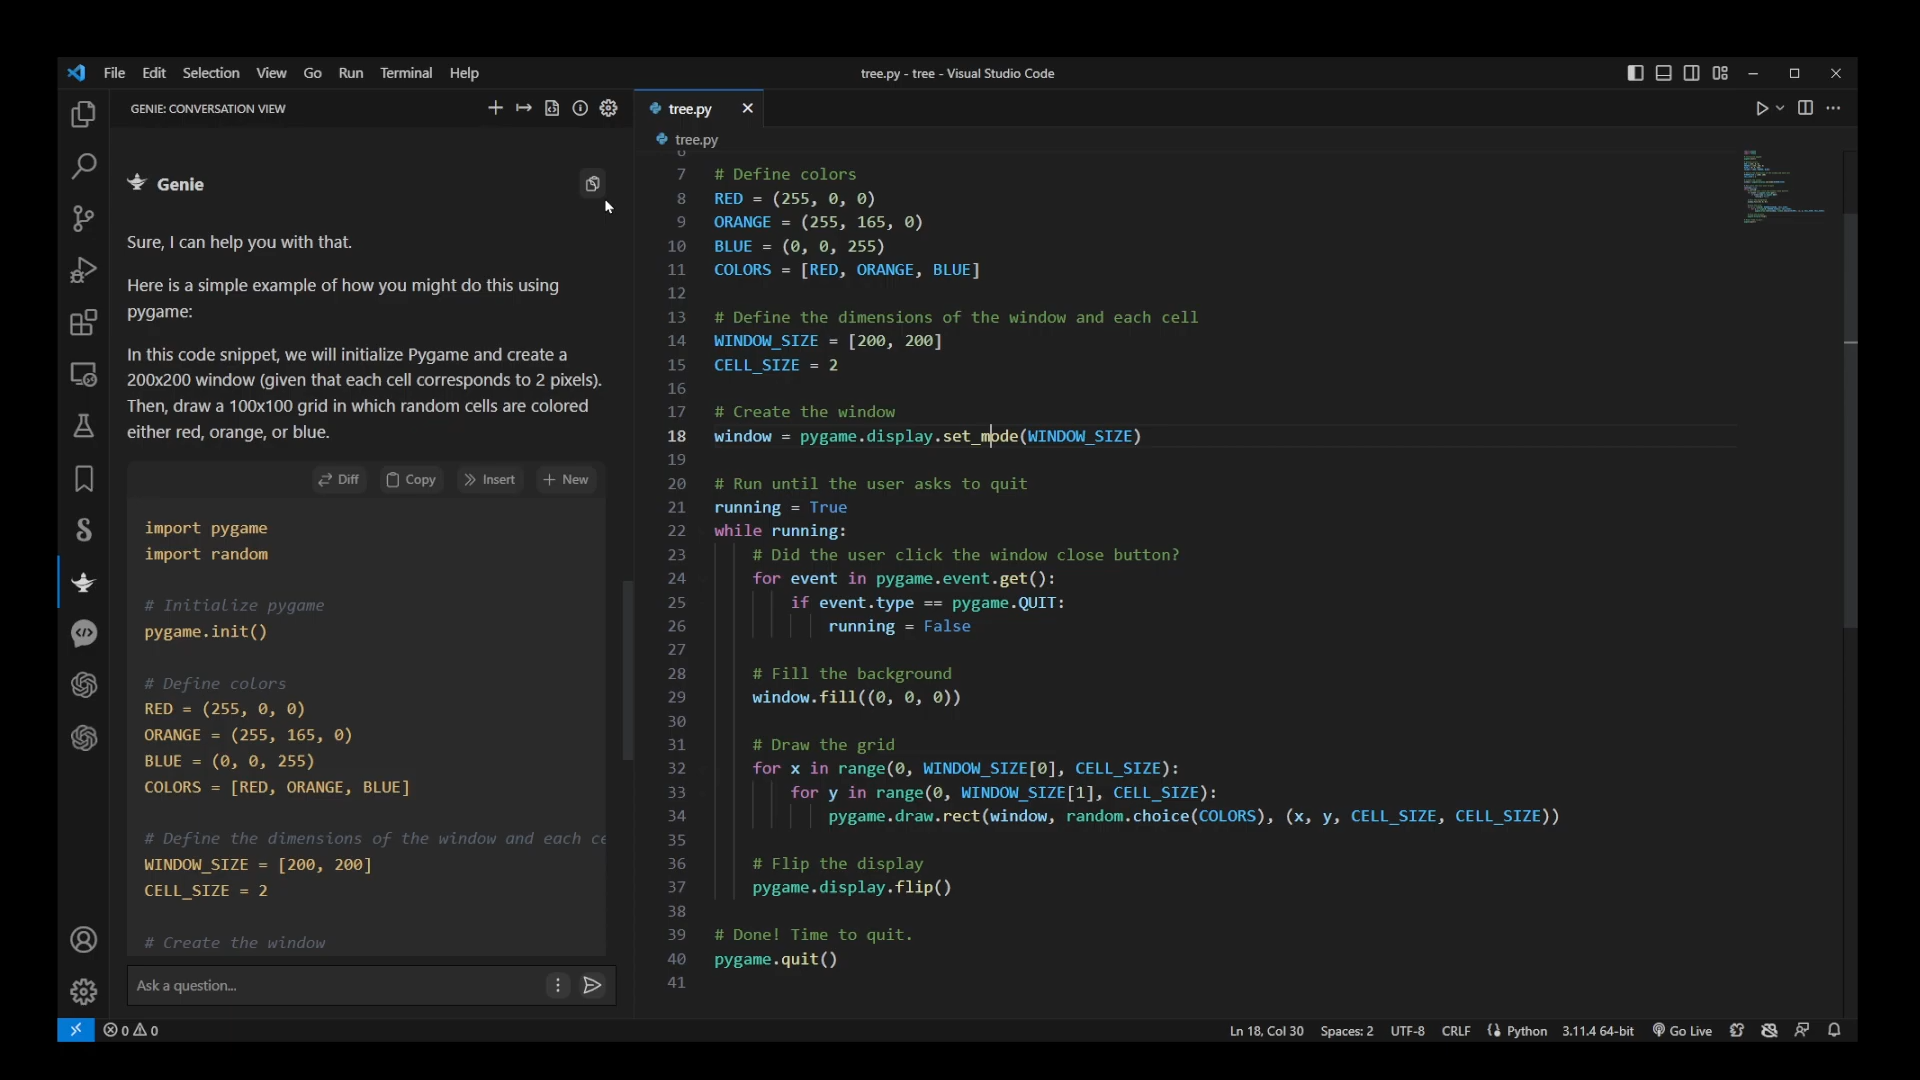 File Edit Selection View Go Run Terminal Help
tree.py - tree - Visual Studio Code
GENIE: CONVERSATION VIEW
Genie
Sure, I can help you with that.
Here is a simple example of how you might do this using
pygame:
In this code snippet, we will initialize Pygame and create a
200x200 window (given that each cell corresponds to 2 pixels).
Then, draw a 100x100 grid in which random cells are colored
either red, orange, or blue.
Diff Copy Insert New
import pygame
import random
# Initialize pygame
pygame.init()
# Define colors
RED = (255, 0, 0)
ORANGE = (255, 165, 0)
BLUE = (0, 0, 255)
COLORS = [RED, ORANGE, BLUE]
# Define the dimensions of the window and each ce
WINDOW_SIZE = [200, 200]
CELL_SIZE = 2
# Create the window
Ask a question...
tree.py
tree.py
7 # Define colors
8 RED = (255, 0, 0)
9 ORANGE = (255, 165, 0)
10 BLUE = (0, 0, 255)
11 COLORS = [RED, ORANGE, BLUE]
12
13 # Define the dimensions of the window and each cell
14 WINDOW_SIZE = [200, 200]
15 CELL_SIZE = 2
16
17 # Create the window
18 window = pygame.display.set_mode(WINDOW_SIZE)
19
20 # Run until the user asks to quit
21 running = True
22 while running:
23 # Did the user click the window close button?
24 for event in pygame.event.get():
25 if event.type == pygame.QUIT:
26 running = False
27
28 # Fill the background
29 window.fill((0, 0, 0))
30
31 # Draw the grid
32 for x in range(0, WINDOW_SIZE[0], CELL_SIZE):
33 for y in range(0, WINDOW_SIZE[1], CELL_SIZE):
34 pygame.draw.rect(window, random.choice(COLORS), (x, y, CELL_SIZE, CELL_SIZE))
35
36 # Flip the display
37 pygame.display.flip()
38
39 # Done! Time to quit.
40 pygame.quit()
41
0 0 Ln 18, Col 30 Spaces: 2 UTF-8 CRLF Python 3.11.4 64-bit Go Live